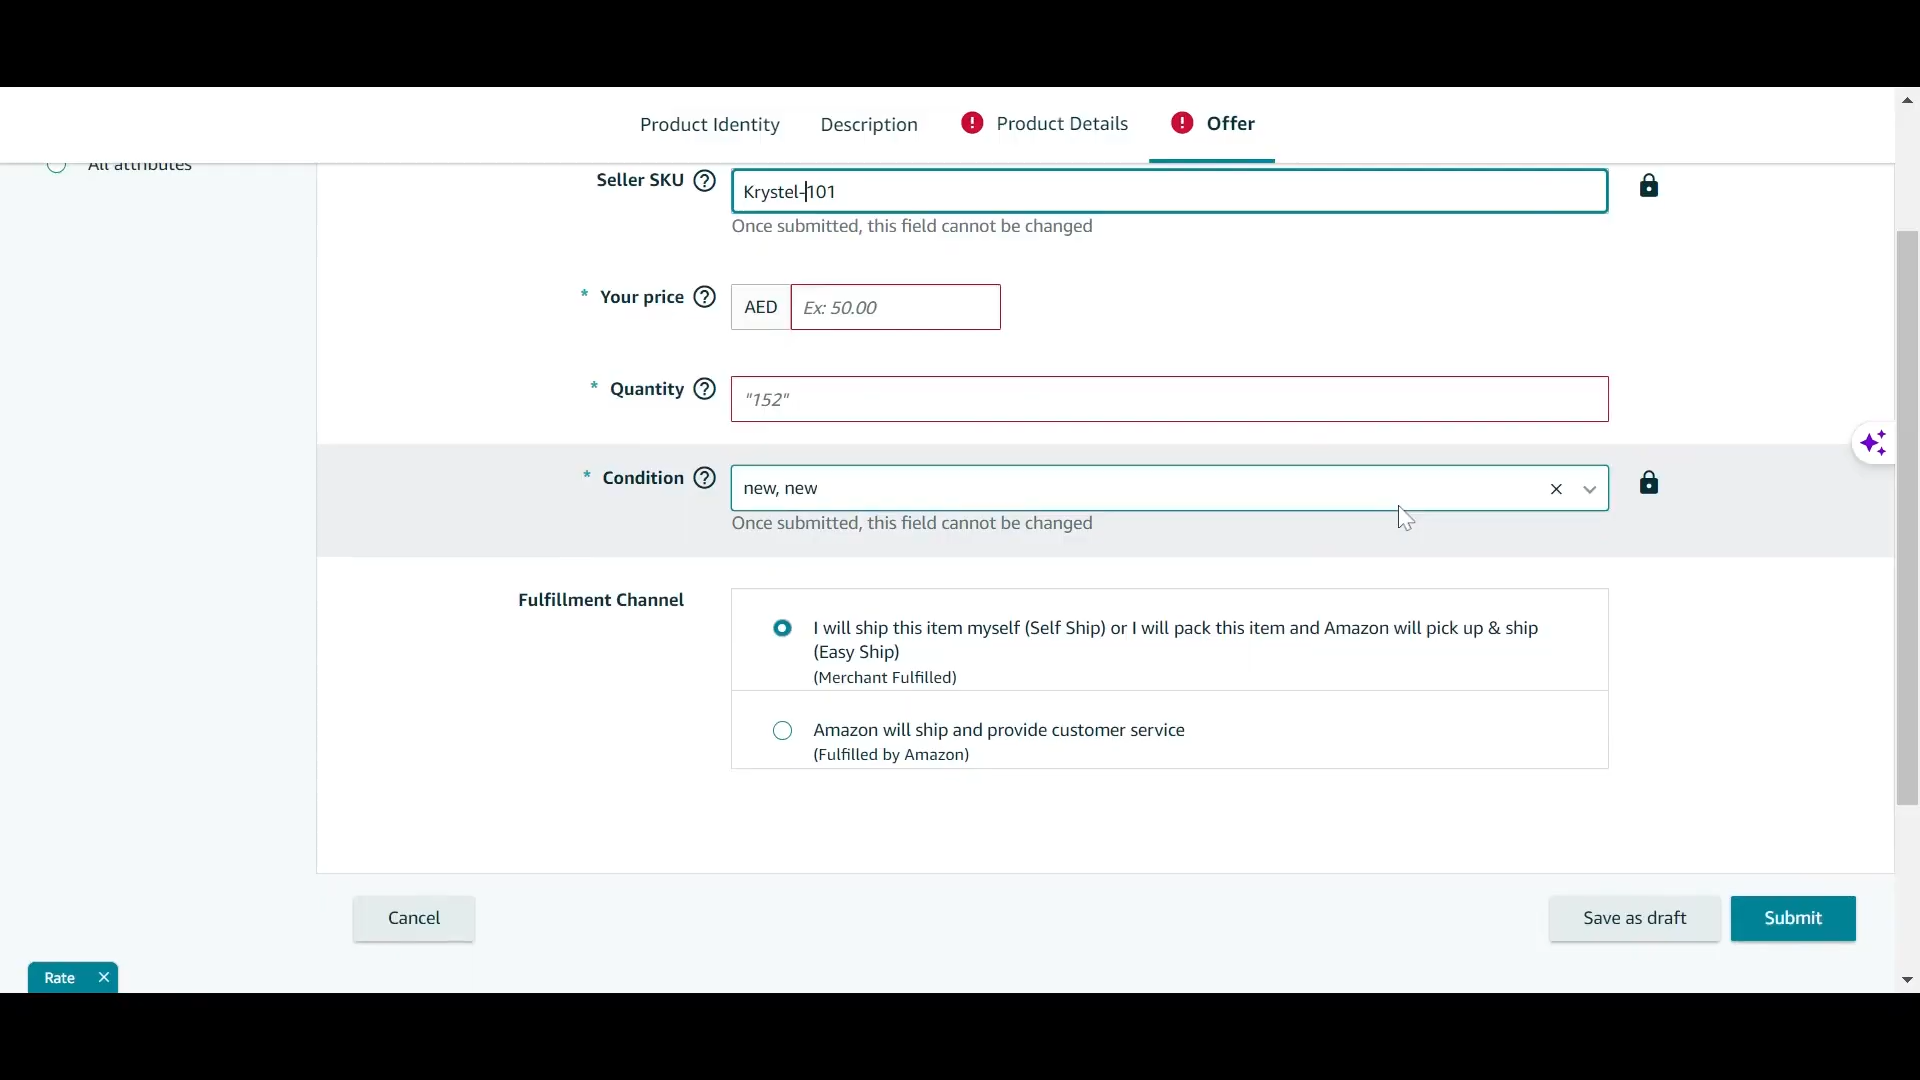 Product Identity
Description
Product Details
Offer
All attributes
Seller SKU
Krystel-101
Once submitted, this field cannot be changed
* Your price
AED
Ex: 50.00
* Quantity
"152"
* Condition
new, new
Once submitted, this field cannot be changed
Fulfillment Channel
I will ship this item myself (Self Ship) or I will pack this item and Amazon will pick up & ship
(Easy Ship)
(Merchant Fulfilled)
Amazon will ship and provide customer service
(Fulfilled by Amazon)
Cancel
Save as draft
Submit
Rate